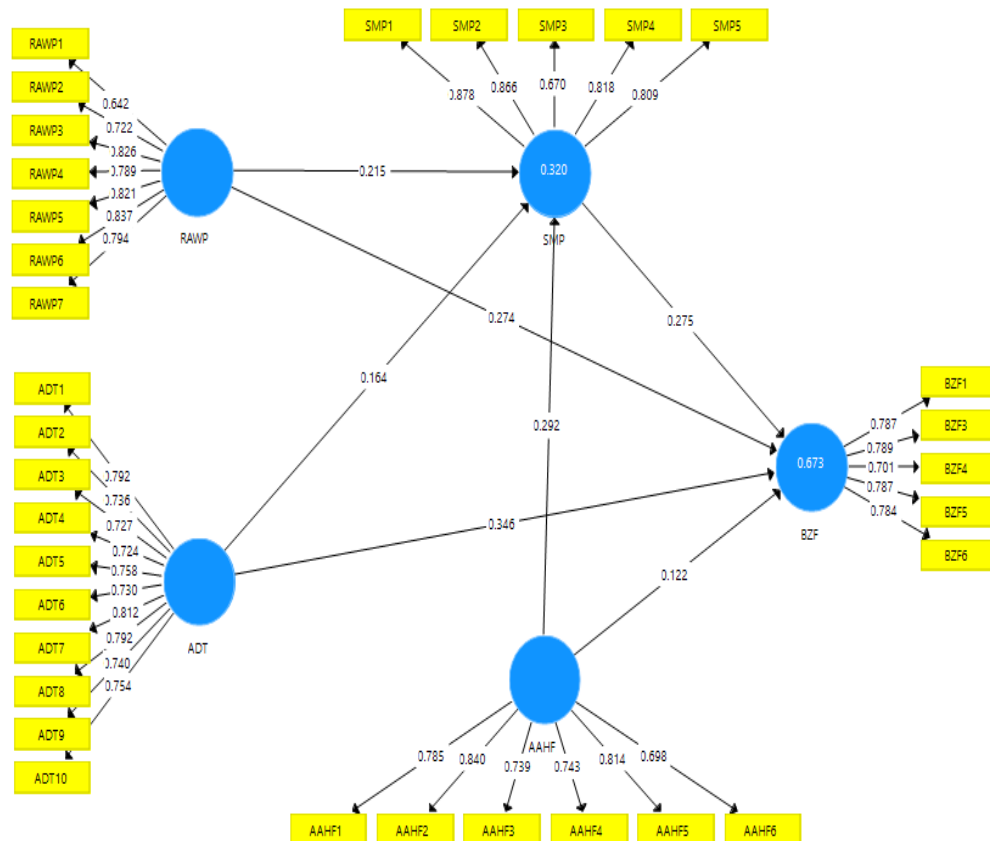 SMP1 SMP2 SMP3 SMP4 SMP5
0.878 0.866 0.670 0.818 0.809
RAWP1
RAWP2
RAWP3
RAWP4
RAWP5
RAWP6
RAWP7
0.642
0.722
0.826
0.789
0.821
0.837
0.794
RAWP
0.215
0.320
SMP
0.274
0.275
0.164
0.292
ADT1
ADT2
ADT3
ADT4
ADT5
ADT6
ADT7
ADT8
ADT9
ADT10
0.792
0.736
0.727
0.724
0.758
0.730
0.812
0.792
0.740
0.754
ADT
0.346
0.122
0.673
BZF
0.787
0.789
0.701
0.787
0.784
BZF1
BZF3
BZF4
BZF5
BZF6
AAHF
0.785 0.840 0.739 0.743 0.814 0.698
AAHF1 AAHF2 AAHF3 AAHF4 AAHF5 AAHF6